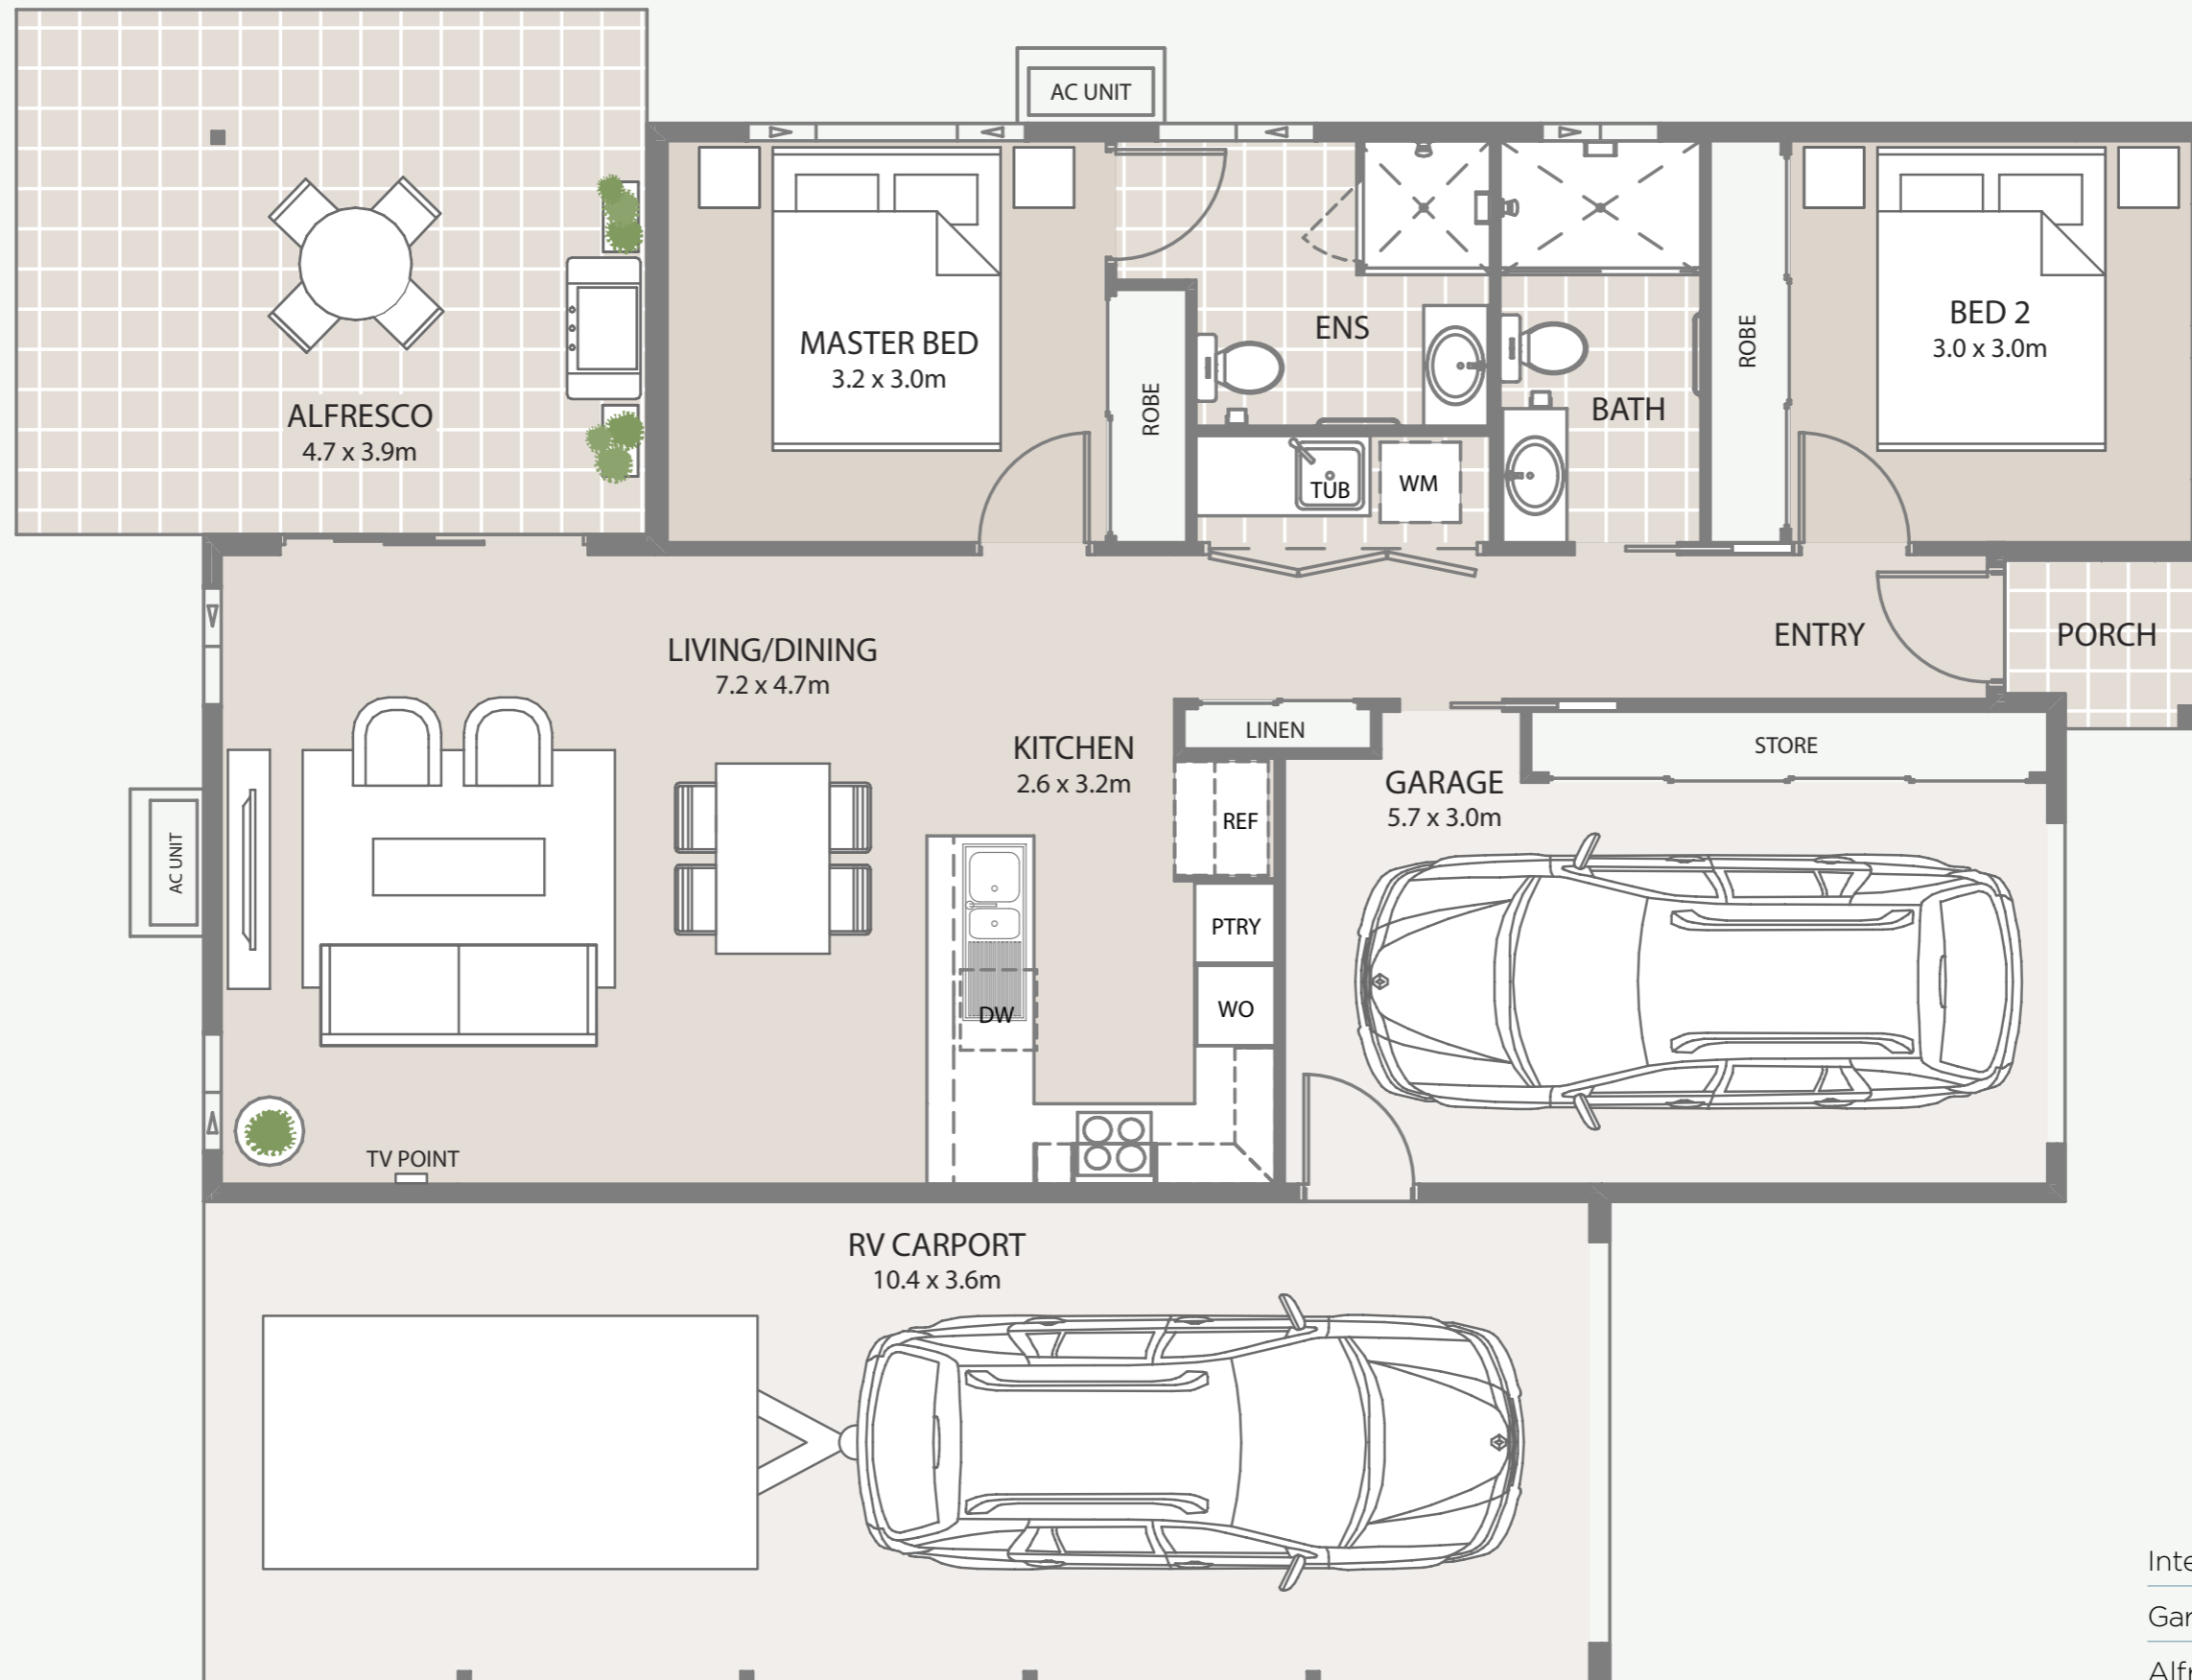 AC UNIT
MASTER BED
3.2 x 3.0m
ENS
ROBE
TUB
WM
BATH
ROBE
BED 2
3.0 x 3.0m
ALFRESCO
4.7 x 3.9m
LIVING/DINING
7.2 x 4.7m
ENTRY
PORCH
KITCHEN
2.6 x 3.2m
LINEN
STORE
GARAGE
5.7 x 3.0m
REF
AC UNIT
PTRY
WO
DW
TV POINT
RV CARPORT
10.4 x 3.6m
Inte
Gar
Alfr